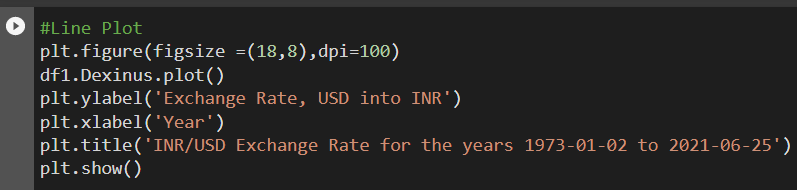 #Line Plot
plt.figure(figsize =(18,8),dpi=100)
df1.Dexinus.plot()
plt.ylabel('Exchange Rate, USD into INR')
plt.xlabel('Year')
plt.title('INR/USD Exchange Rate for the years 1973-01-02 to 2021-06-25')
plt.show()